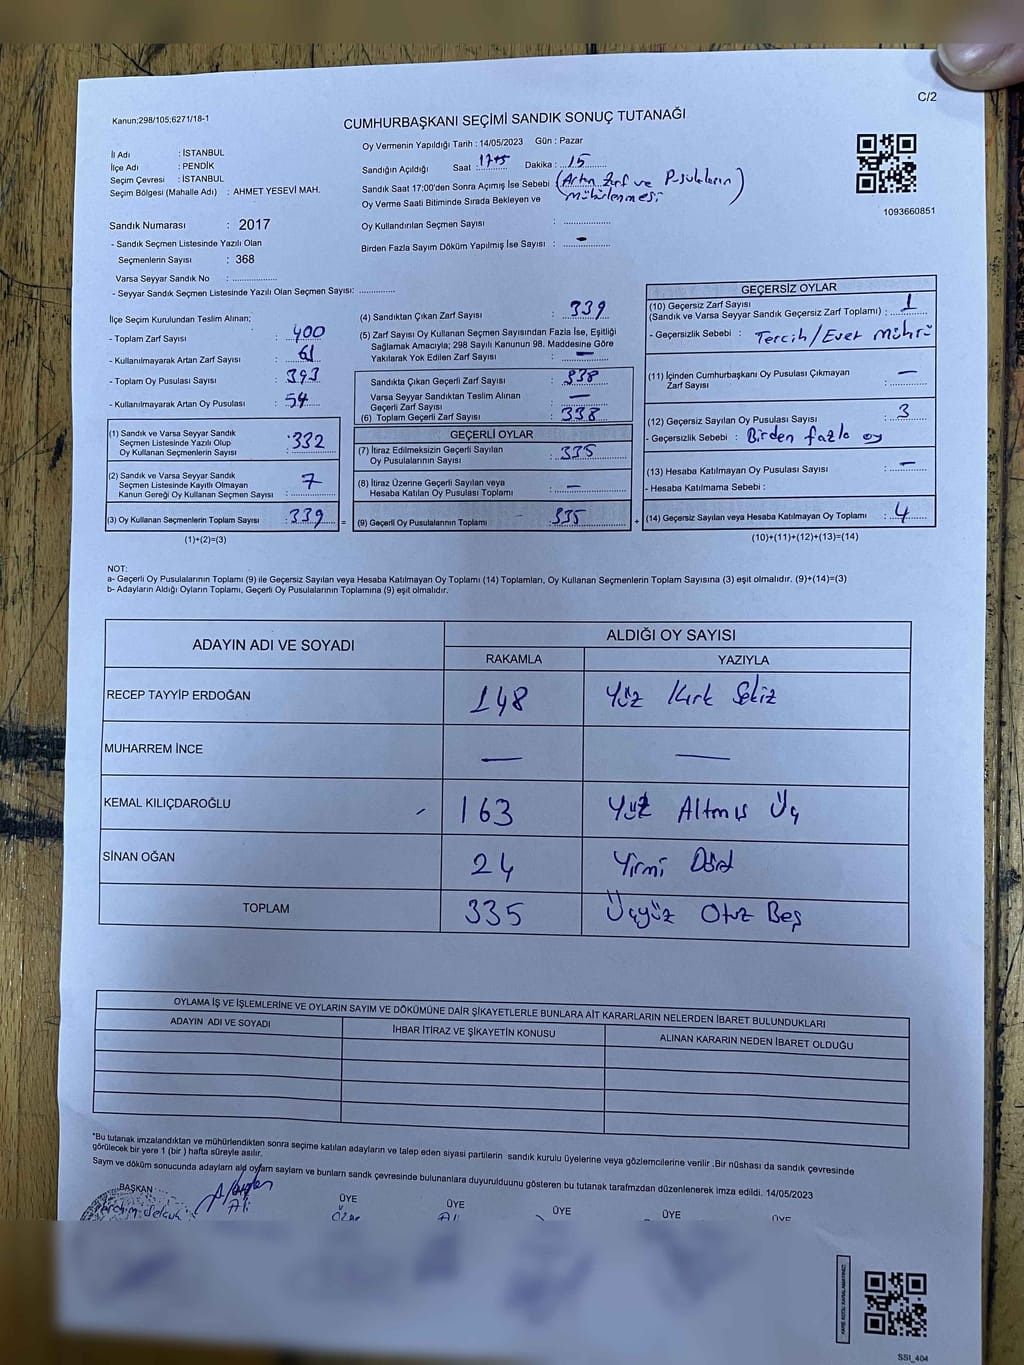 C/2
Kanun;298/105;6271/18-1
CUMHURBAŞKANI SEÇİMİ SANDIK SONUÇ TUTANAĞI
İl Adı : İSTANBUL
İlçe Adı : PENDİK
Seçim Çevresi : İSTANBUL
Seçim Bölgesi (Mahalle Adı) : AHMET YESEVİ MAH.
Oy Vermenin Yapıldığı Tarih : 14/05/2023 Gün : Pazar
Sandığın Açıldığı Saat Dakika : 15
Sandık Saat 17:00'den Sonra Açımış İse Sebebi (Artan Zarf ve Pusulaların
Oy Verme Saati Bitiminde Sırada Bekleyen ve mühürlenmesi)
Oy Kullandırılan Seçmen Sayısı :
Birden Fazla Sayım Döküm Yapılmış İse Sayısı : -
1093660851
Sandık Numarası : 2017
- Sandık Seçmen Listesinde Yazılı Olan
Seçmenlerin Sayısı : 368
Varsa Seyyar Sandık No :
- Seyyar Sandık Seçmen Listesinde Yazılı Olan Seçmen Sayısı:
İlçe Seçim Kurulundan Teslim Alınan;
- Toplam Zarf Sayısı : 400
- Kullanılmayarak Artan Zarf Sayısı : 61
- Toplam Oy Pusulası Sayısı : 393
- Kullanılmayarak Artan Oy Pusulası : 54
(1) Sandık ve Varsa Seyyar Sandık
Seçmen Listesinde Yazılı Olup : 332
Oy Kullanan Seçmenlerin Sayısı
(2) Sandık ve Varsa Seyyar Sandık
Seçmen Listesinde Kayıtlı Olmayan 7
Kanun Gereği Oy Kullanan Seçmen Sayısı :
(3) Oy Kullanan Seçmenlerin Toplam Sayısı : 339 =
(1)+(2)=(3)
(4) Sandıktan Çıkan Zarf Sayısı : 339
(5) Zarf Sayısı Oy Kullanan Seçmen Sayısından Fazla İse, Eşitliği
Sağlamak Amacıyla; 298 Sayılı Kanunun 98. Maddesine Göre
Yakılarak Yok Edilen Zarf Sayısı : -
Sandıkta Çıkan Geçerli Zarf Sayısı : 338
Varsa Seyyar Sandıktan Teslim Alınan
Geçerli Zarf Sayısı : -
(6) Toplam Geçerli Zarf Sayısı : 338
GEÇERLİ OYLAR
(7) İtiraz Edilmeksizin Geçerli Sayılan
Oy Pusulalarının Sayısı : 335
(8) İtiraz Üzerine Geçerli Sayılan veya
Hesaba Katılan Oy Pusulası Toplamı : -
(9) Geçerli Oy Pusulalarının Toplamı : 335 +
GEÇERSİZ OYLAR
(10) Geçersiz Zarf Sayısı
(Sandık ve Varsa Seyyar Sandık Geçersiz Zarf Toplamı) : 1
- Geçersizlik Sebebi : Tercih/Evet mührü
(11) İçinden Cumhurbaşkanı Oy Pusulası Çıkmayan
Zarf Sayısı : -
(12) Geçersiz Sayılan Oy Pusulası Sayısı : 3
- Geçersizlik Sebebi : Birden fazla oy
(13) Hesaba Katılmayan Oy Pusulası Sayısı : -
- Hesaba Katılmama Sebebi :
(14) Geçersiz Sayılan veya Hesaba Katılmayan Oy Toplamı : 4
(10)+(11)+(12)+(13)=(14)
NOT:
a- Geçerli Oy Pusulalarının Toplamı (9) ile Geçersiz Sayılan veya Hesaba Katılmayan Oy Toplamı (14) Toplamları, Oy Kullanan Seçmenlerin Toplam Sayısına (3) eşit olmalıdır. (9)+(14)=(3)
b- Adayların Aldığı Oyların Toplamı, Geçerli Oy Pusulalarının Toplamına (9) eşit olmalıdır.
ADAYIN ADI VE SOYADI ALDIĞI OY SAYISI
RAKAMLA YAZIYLA
RECEP TAYYİP ERDOĞAN 148 Yüz Kırk Sekiz
MUHARREM İNCE — —
KEMAL KILIÇDAROĞLU 163 Yüz Altmış Üç
SİNAN OĞAN 24 Yirmi Dört
TOPLAM 335 Üçyüz Otuz Beş
OYLAMA İŞ VE İŞLEMLERİNE VE OYLARIN SAYIM VE DÖKÜMÜNE DAİR ŞİKAYETLERLE BUNLARA AİT KARARLARIN NELERDEN İBARET BULUNDUKLARI
ADAYIN ADI VE SOYADI İHBAR İTİRAZ VE ŞİKAYETİN KONUSU ALINAN KARARIN NEDEN İBARET OLDUĞU
"Bu tutanak imzalandıktan ve mühürlendikten sonra seçime katılan adayların ve talep eden siyasi partilerin sandık kurulu üyelerine veya gözlemcilerine verilir .Bir nüshası da sandık çevresinde
görülecek bir yere 1 (bir ) hafta süreyle asılır.
Saym ve döküm sonucunda adaylarn ald oylarn saylarn ve bunlarn sandk çevresinde bulunanlara duyurulduunu gösteren bu tutanak tarafmzdan düzenlenerek imza edildi. 14/05/2023
BAŞKAN ÜYE ÜYE ÜYE ÜYE ÜYE
Ali Ali
SSI_404